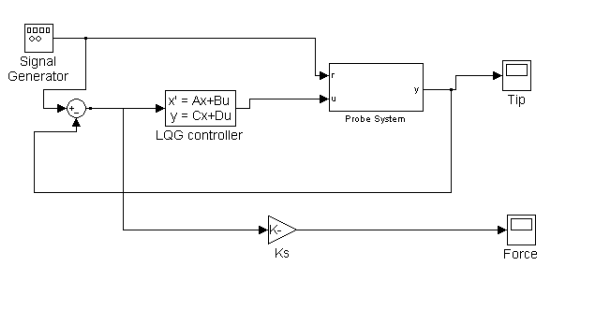 Signal
Generator
+
−
x' = Ax+Bu
y = Cx+Du
LQG controller
r
u
y
Probe System
Tip
K-
Ks
Force